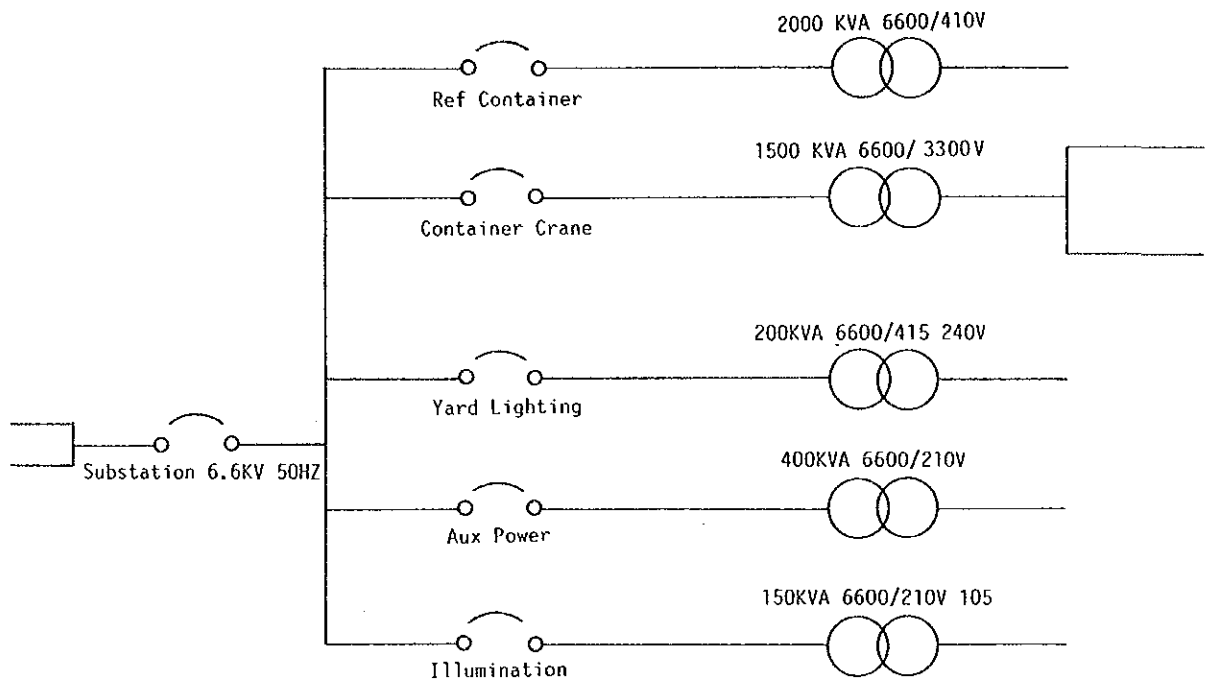 2000 KVA 6600/410V
Ref Container
1500 KVA 6600/ 3300V
Container Crane
200KVA 6600/415 240V
Yard Lighting
Substation 6.6KV 50HZ
400KVA 6600/210V
Aux Power
150KVA 6600/210V 105
Illumination